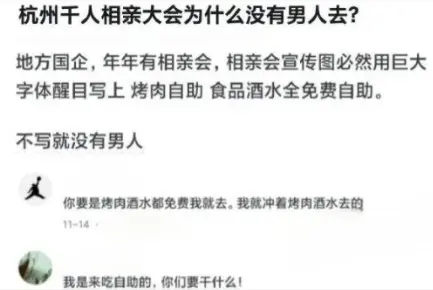 杭州千人相亲大会为什么没有男人去?
地方国企，年年有相亲会，相亲会宣传图必然用巨大
字体醒目写上 烤肉自助 食品酒水全免费自助。
不写就没有男人
你要是烤肉酒水都免费我就去。我就冲着烤肉酒水去的
11-14 ·
我是来吃自助的，你们要干什么!